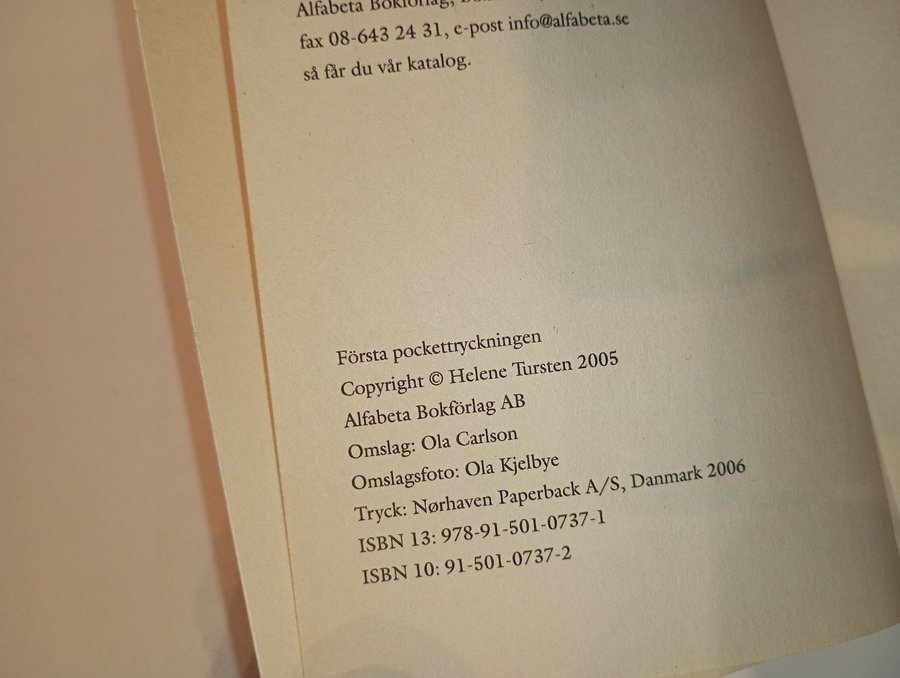 Alfabeta Bokförlag,
fax 08-643 24 31, e-post info@alfabeta.se
så får du vår katalog.
Första pockettryckningen
Copyright © Helene Tursten 2005
Alfabeta Bokförlag AB
Omslag: Ola Carlson
Omslagsfoto: Ola Kjelbye
Tryck: Nørhaven Paperback A/S, Danmark 2006
ISBN 13: 978-91-501-0737-1
ISBN 10: 91-501-0737-2